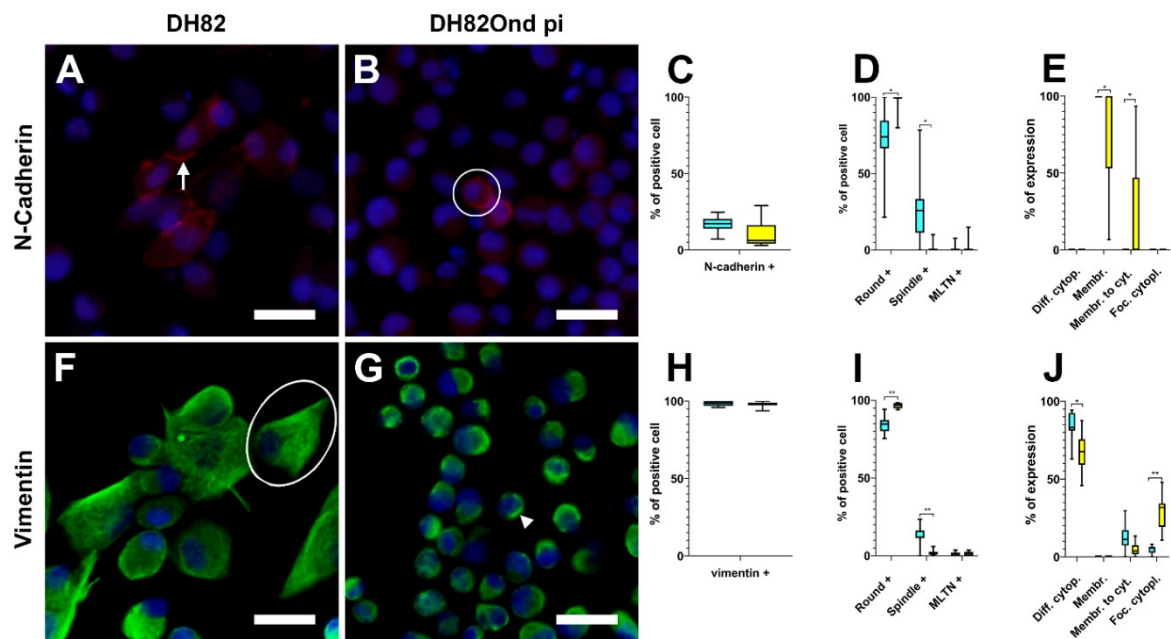 DH82
DH82Ond pi
N-Cadherin
A
B
C
% of positive cell
100
50
0
N-cadherin +
D
% of positive cell
100
50
0
*
*
Round +
Spindle +
MLTN +
E
% of expression
100
50
0
*
*
Diff. cytop.
Membr.
Membr. to cyt.
Foc. cytopl.
Vimentin
F
G
H
% of positive cell
100
50
0
vimentin +
I
% of positive cell
100
50
0
**
**
Round +
Spindle +
MLTN +
J
% of expression
100
50
0
*
**
Diff. cytop.
Membr.
Membr. to cyt.
Foc. cytopl.